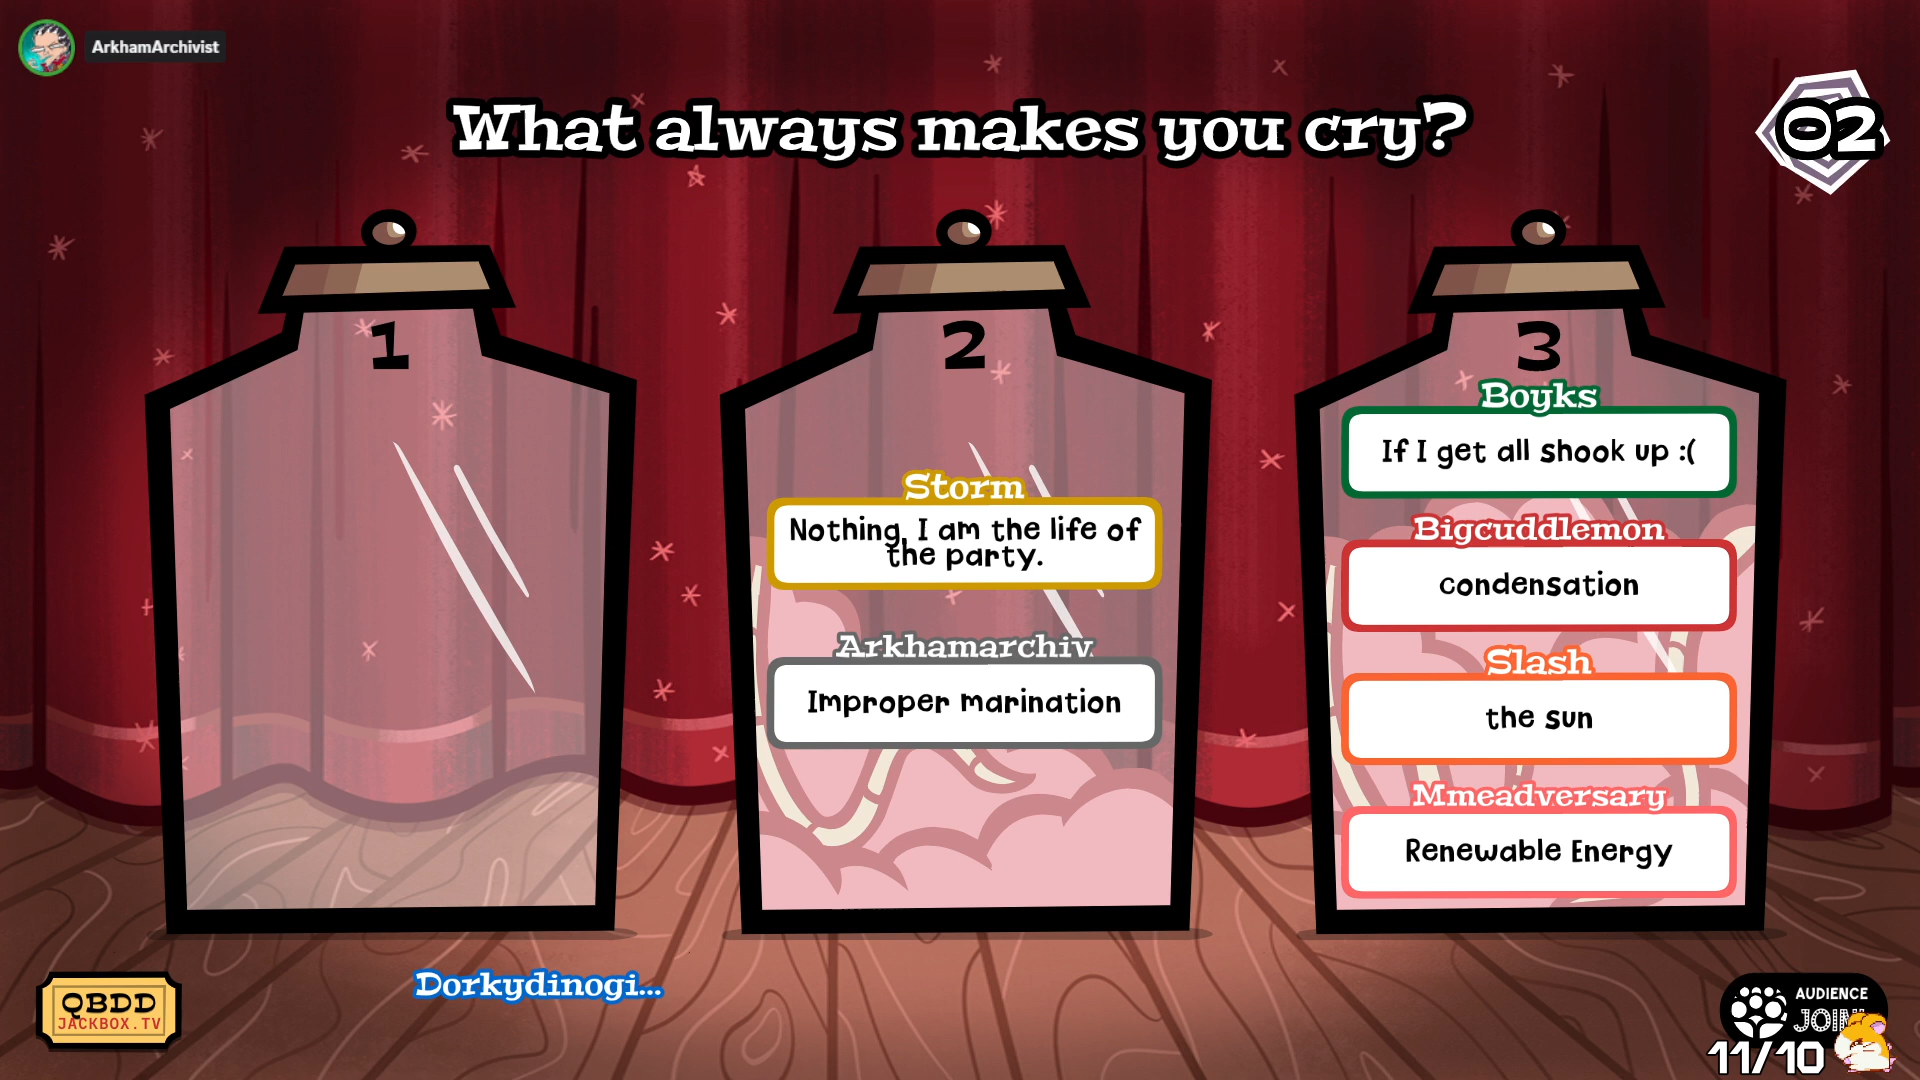 ArkhamArchivist
What always makes you cry?
02
1
2
3
Storm
Nothing, I am the life of
the party.
Arkhamarchiv
Improper marination
Boyks
If I get all shook up :(
Bigcuddlemon
condensation
Slash
the sun
Mmeadversary
Renewable Energy
Dorkydinogi...
QBDD
JACKBOX.TV
AUDIENCE
JOIN!
11/10